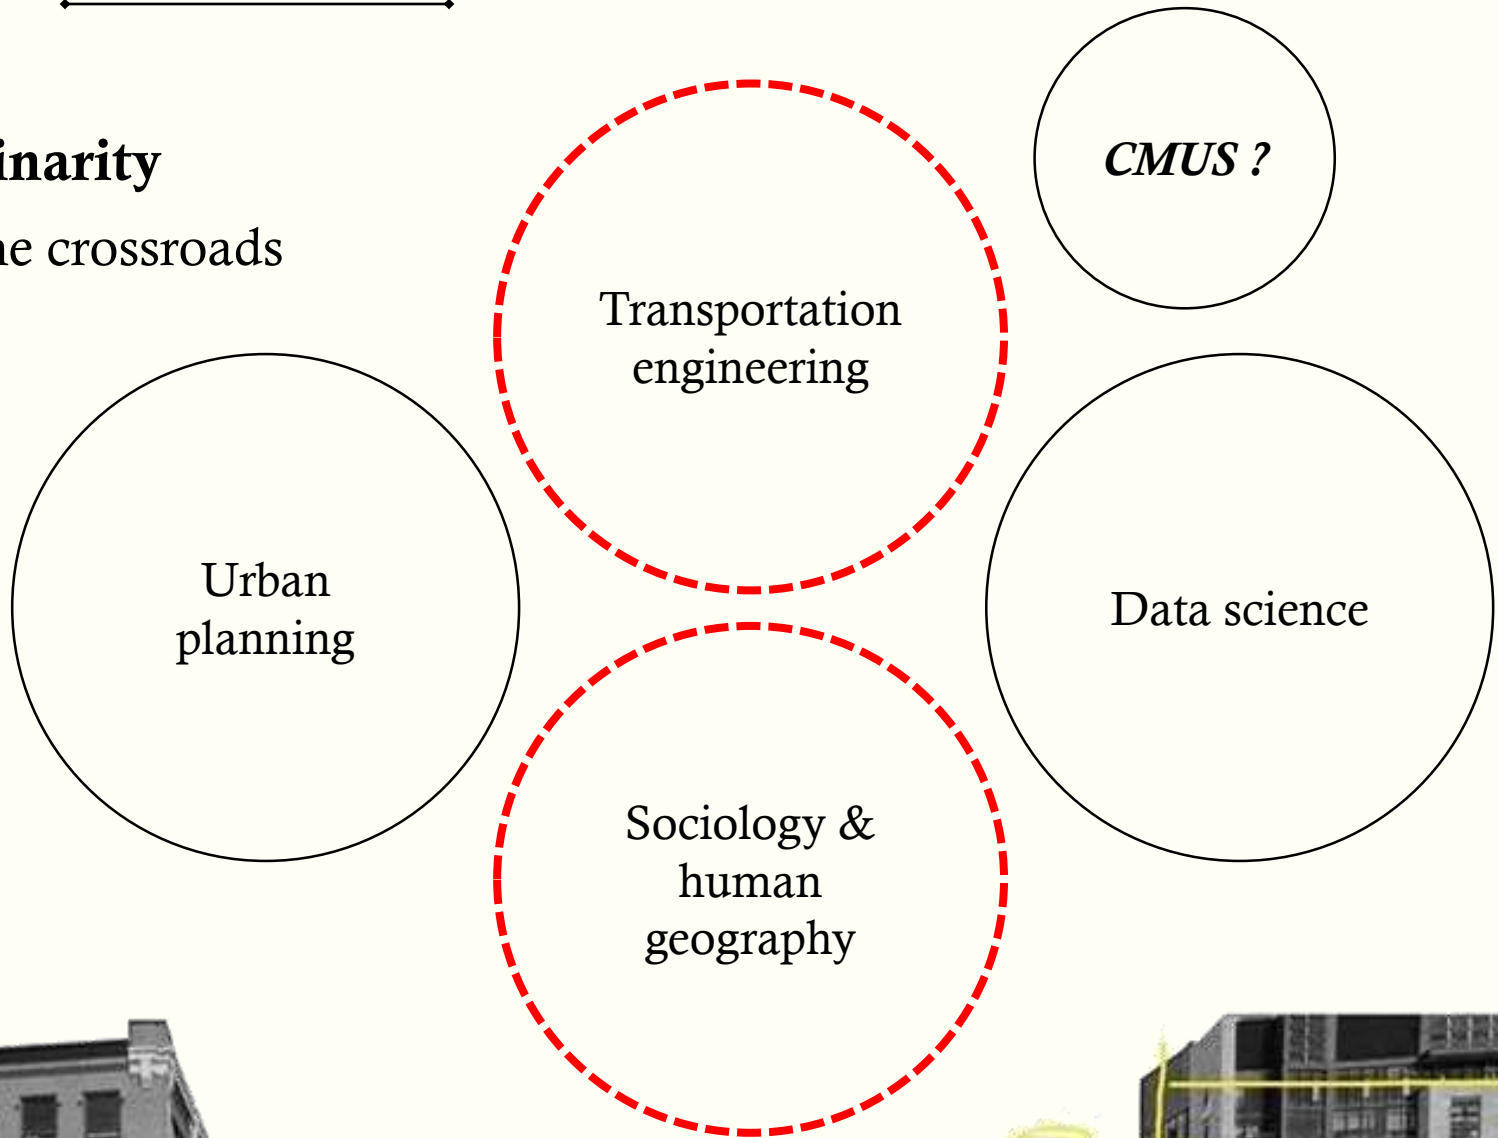 inarity
ne crossroads
CMUS ?
Transportation
engineering
Urban
planning
Data science
Sociology &
human
geography